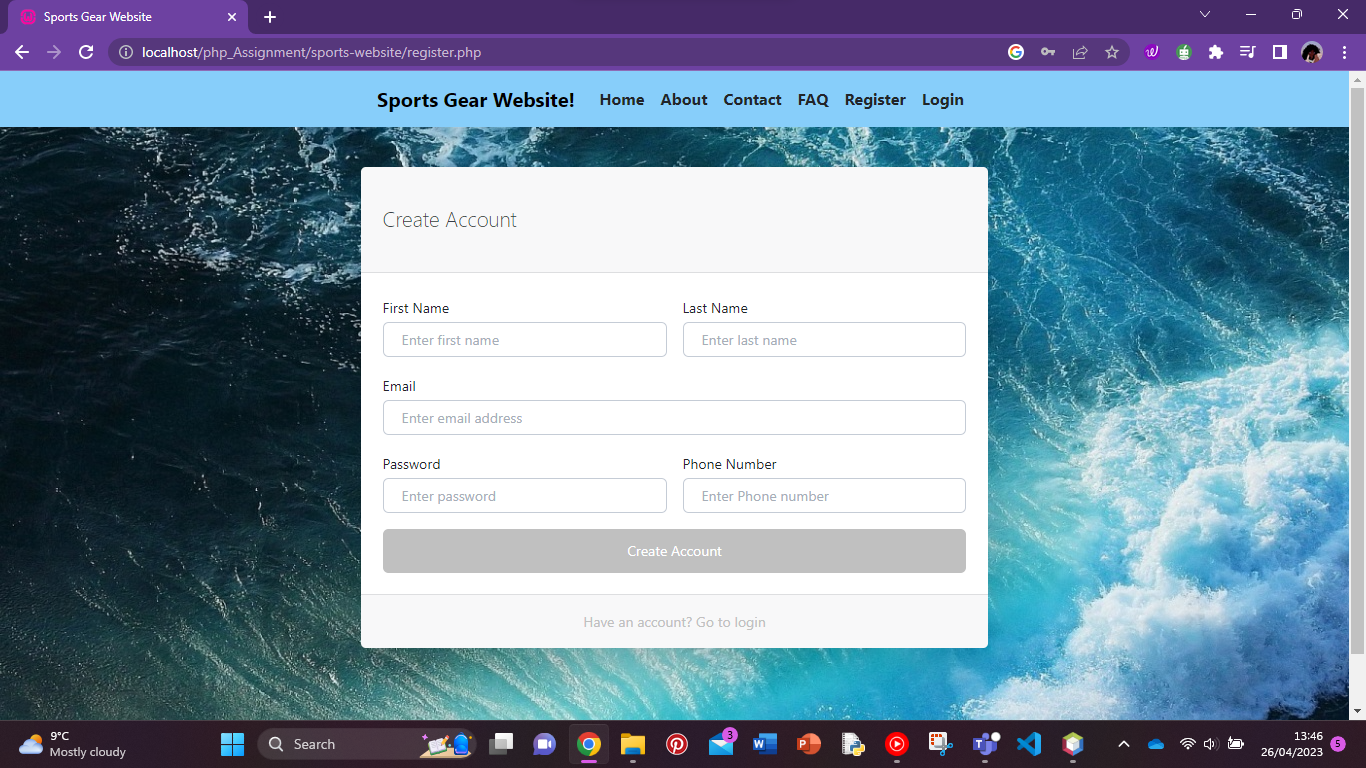 Sports Gear Website
localhost/php_Assignment/sports-website/register.php
Sports Gear Website! Home About Contact FAQ Register Login
Create Account
First Name Last Name
Enter first name Enter last name
Email
Enter email address
Password Phone Number
Enter password Enter Phone number
Create Account
Have an account? Go to login
9°C
Mostly cloudy
Search
3
13:46
26/04/2023
5